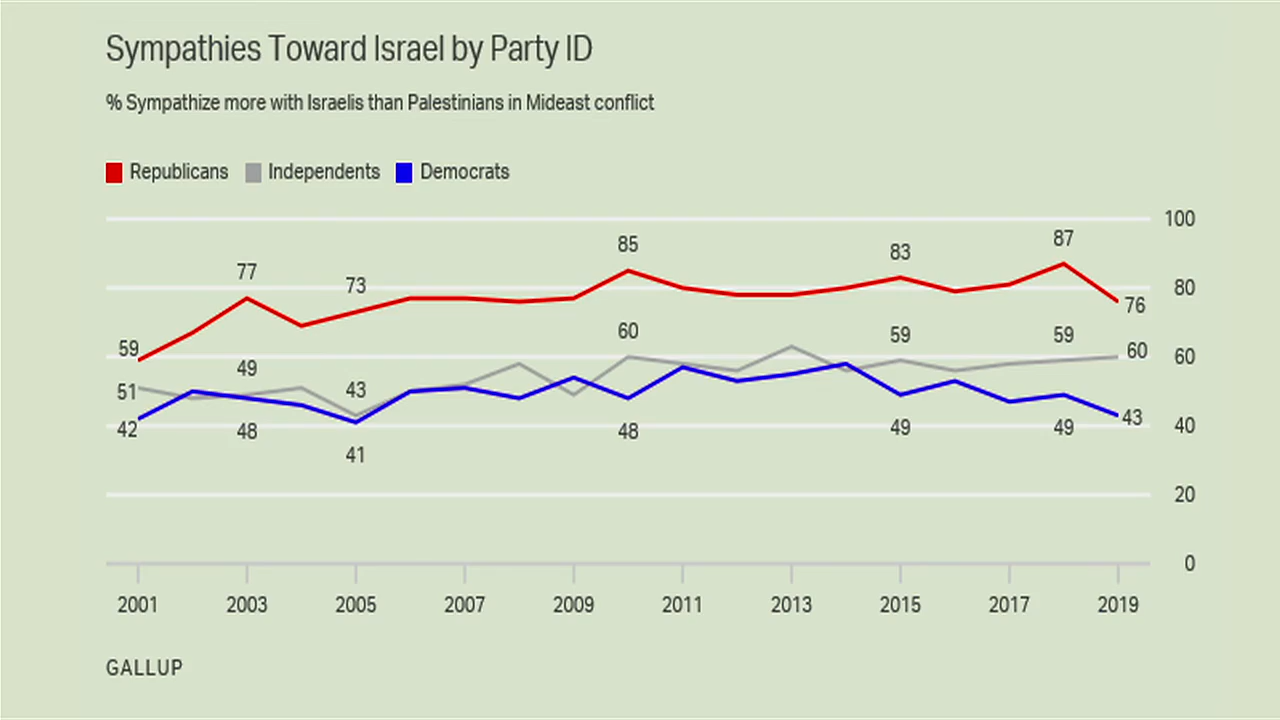 Sympathies Toward Israel by Party ID
% Sympathize more with Israelis than Palestinians in Mideast conflict
Republicans Independents Democrats
100
80
60
40
20
0
59 77 73 85 83 87 76
51 49 43 60 59 59 60
42 48 41 48 49 49 43
2001 2003 2005 2007 2009 2011 2013 2015 2017 2019
GALLUP